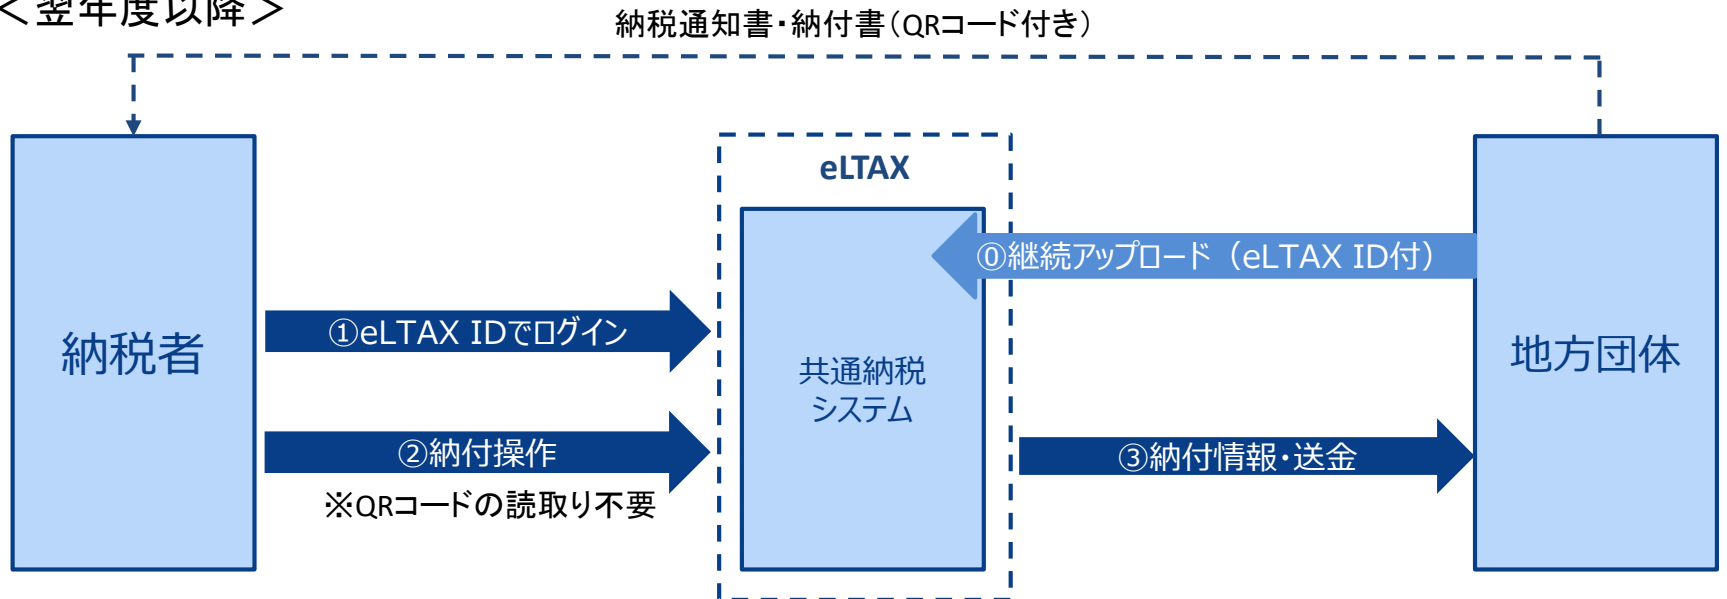 ＜翌年度以降＞
納税通知書・納付書（QRコード付き）
eLTAX
⓪継続アップロード（eLTAX ID付）
①eLTAX IDでログイン
納税者
共通納税
システム
地方団体
②納付操作
③納付情報・送金
※QRコードの読取り不要